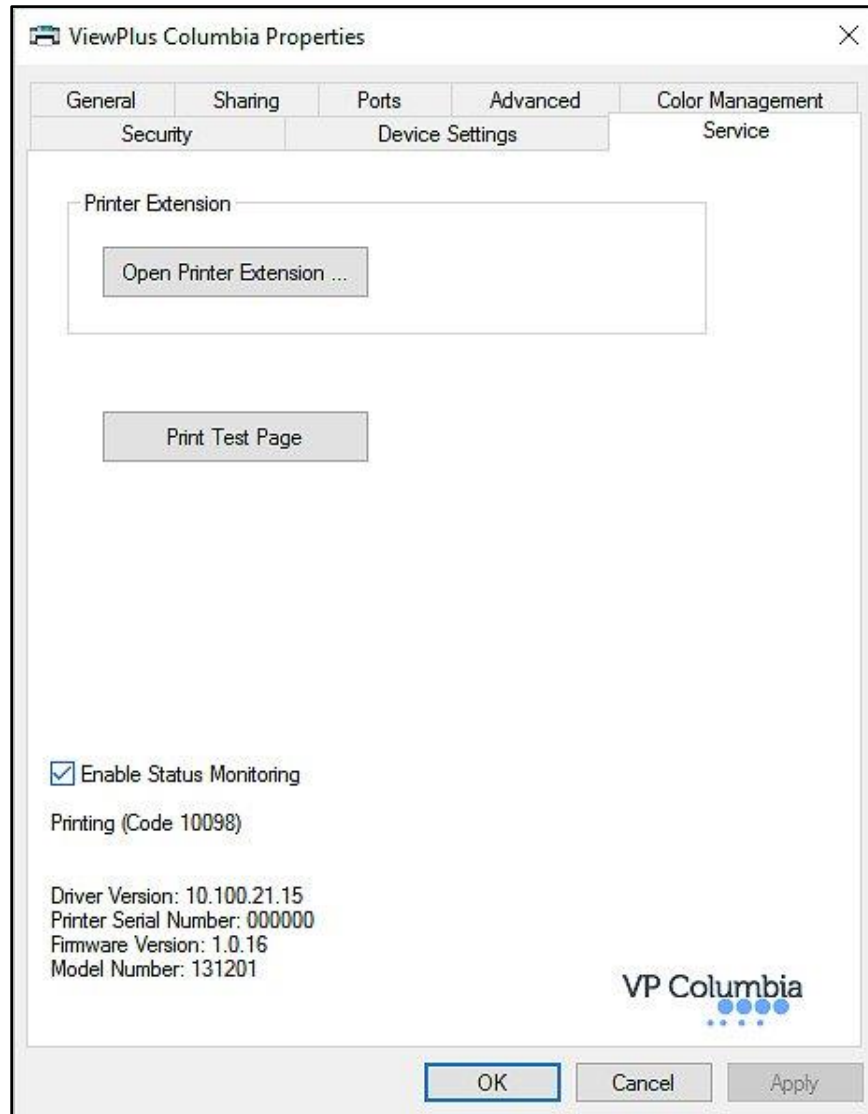 ViewPlus Columbia Properties
General Sharing Ports Advanced Color Management
Security Device Settings Service
Printer Extension
Open Printer Extension ...
Print Test Page
Enable Status Monitoring
Printing (Code 10098)
Driver Version: 10.100.21.15
Printer Serial Number: 000000
Firmware Version: 1.0.16
Model Number: 131201
VP Columbia
OK Cancel Apply